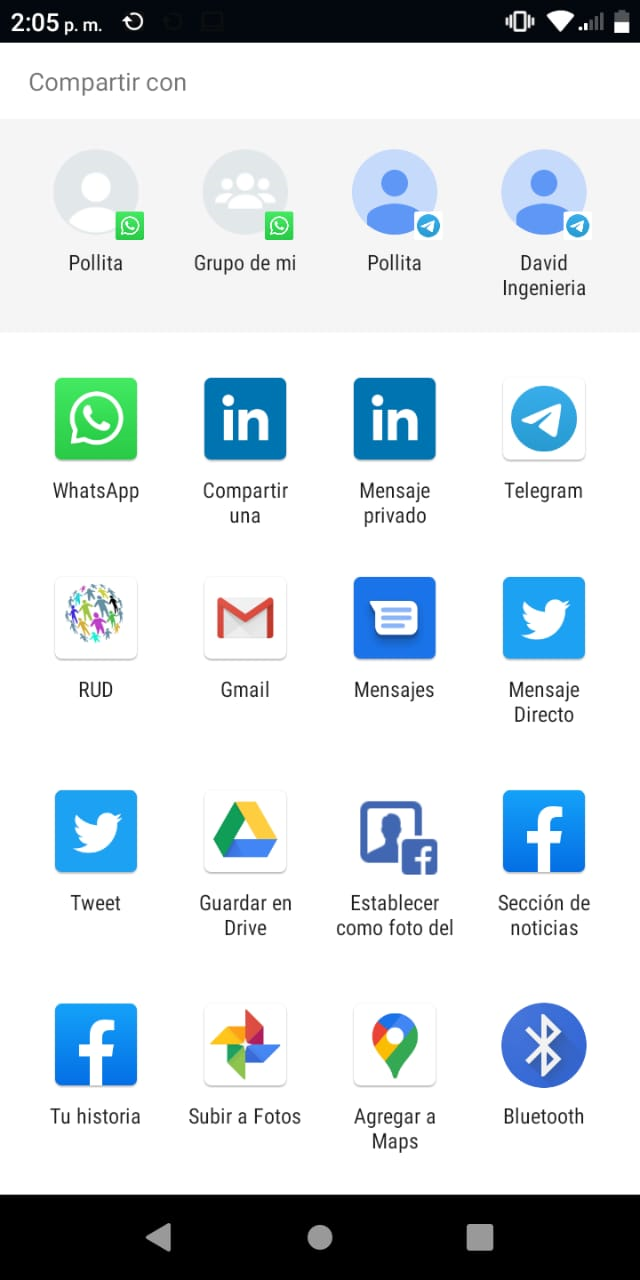 2:05 p. m.
Compartir con
Pollita
Grupo de mi
Pollita
David
Ingenieria
WhatsApp
Compartir
una
Mensaje
privado
Telegram
RUD
Gmail
Mensajes
Mensaje
Directo
Tweet
Guardar en
Drive
Establecer
como foto del
Sección de
noticias
Tu historia
Subir a Fotos
Agregar a
Maps
Bluetooth